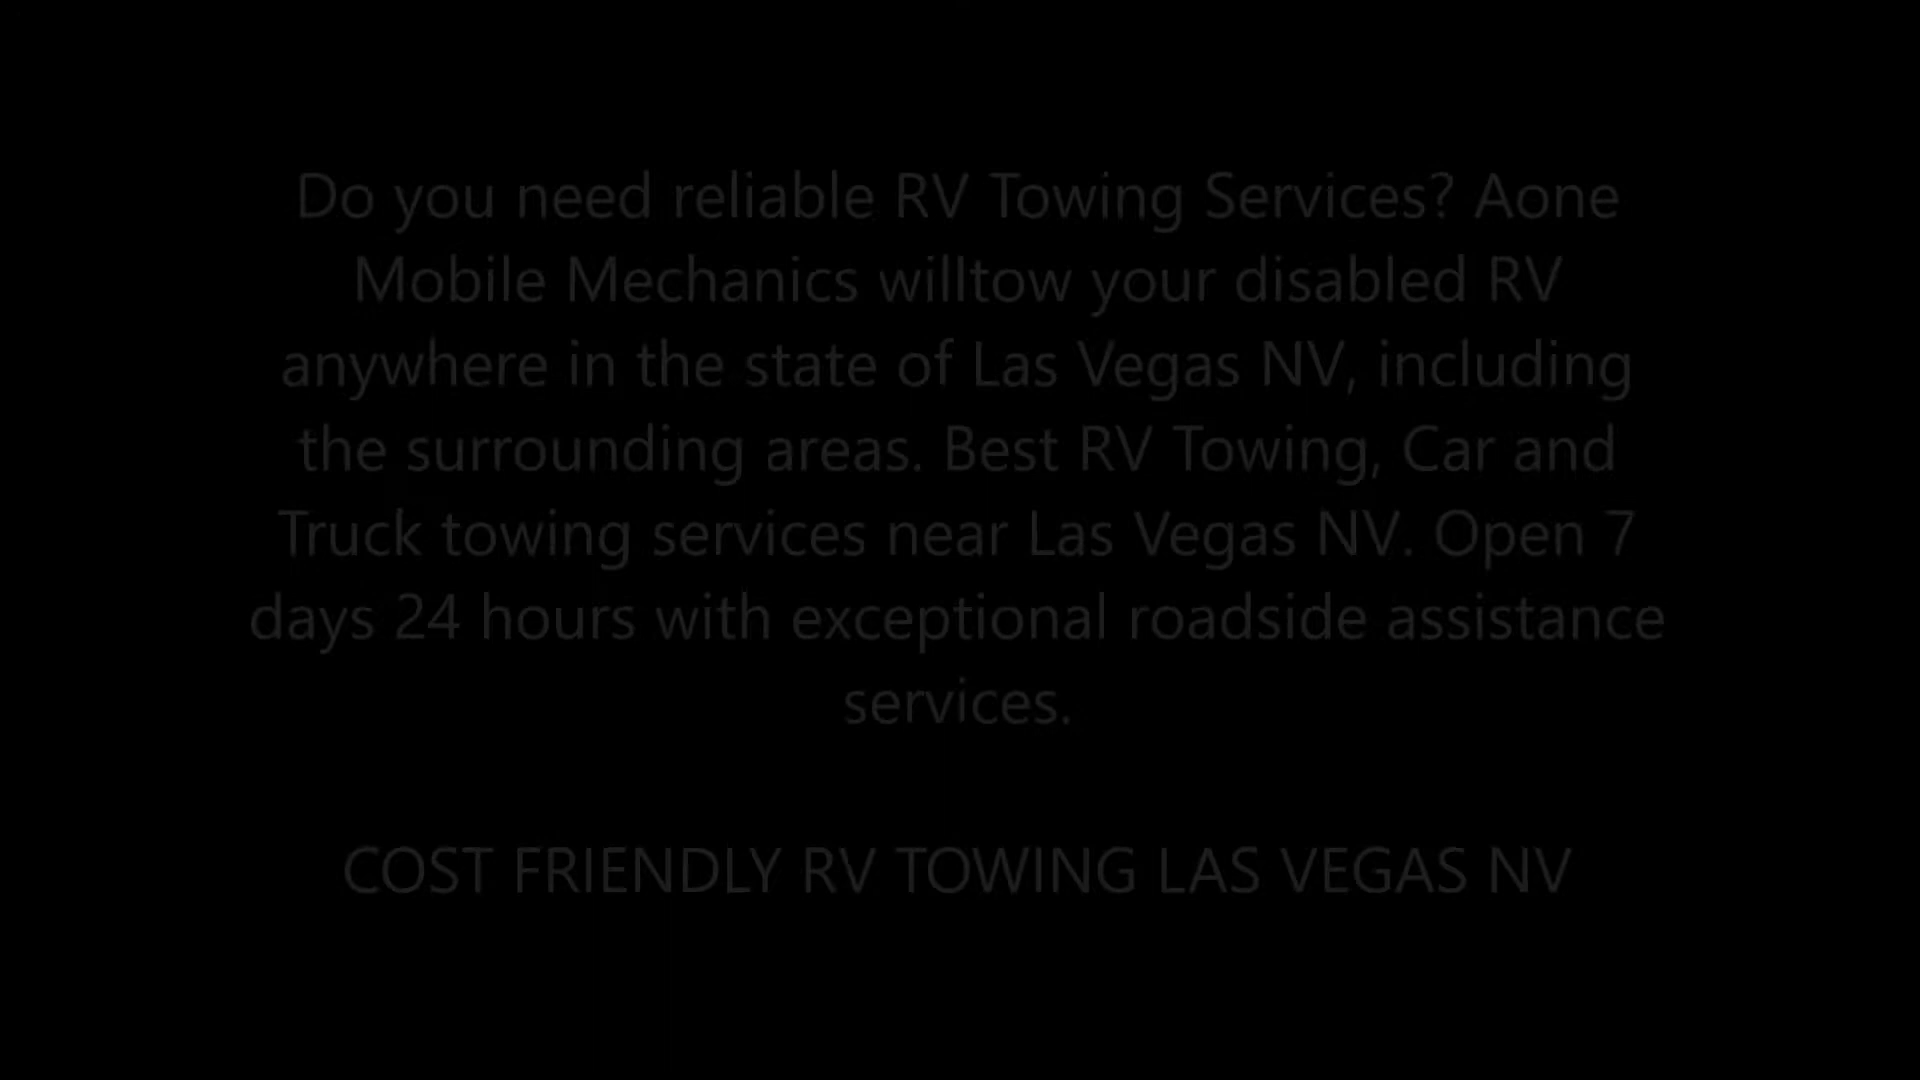 Do you need reliable RV Towing Services? Aone
Mobile Mechanics willtow your disabled RV
anywhere in the state of Las Vegas NV, including
the surrounding areas. Best RV Towing, Car and
Truck towing services near Las Vegas NV. Open 7
days 24 hours with exceptional roadside assistance
services.
COST FRIENDLY RV TOWING LAS VEGAS NV